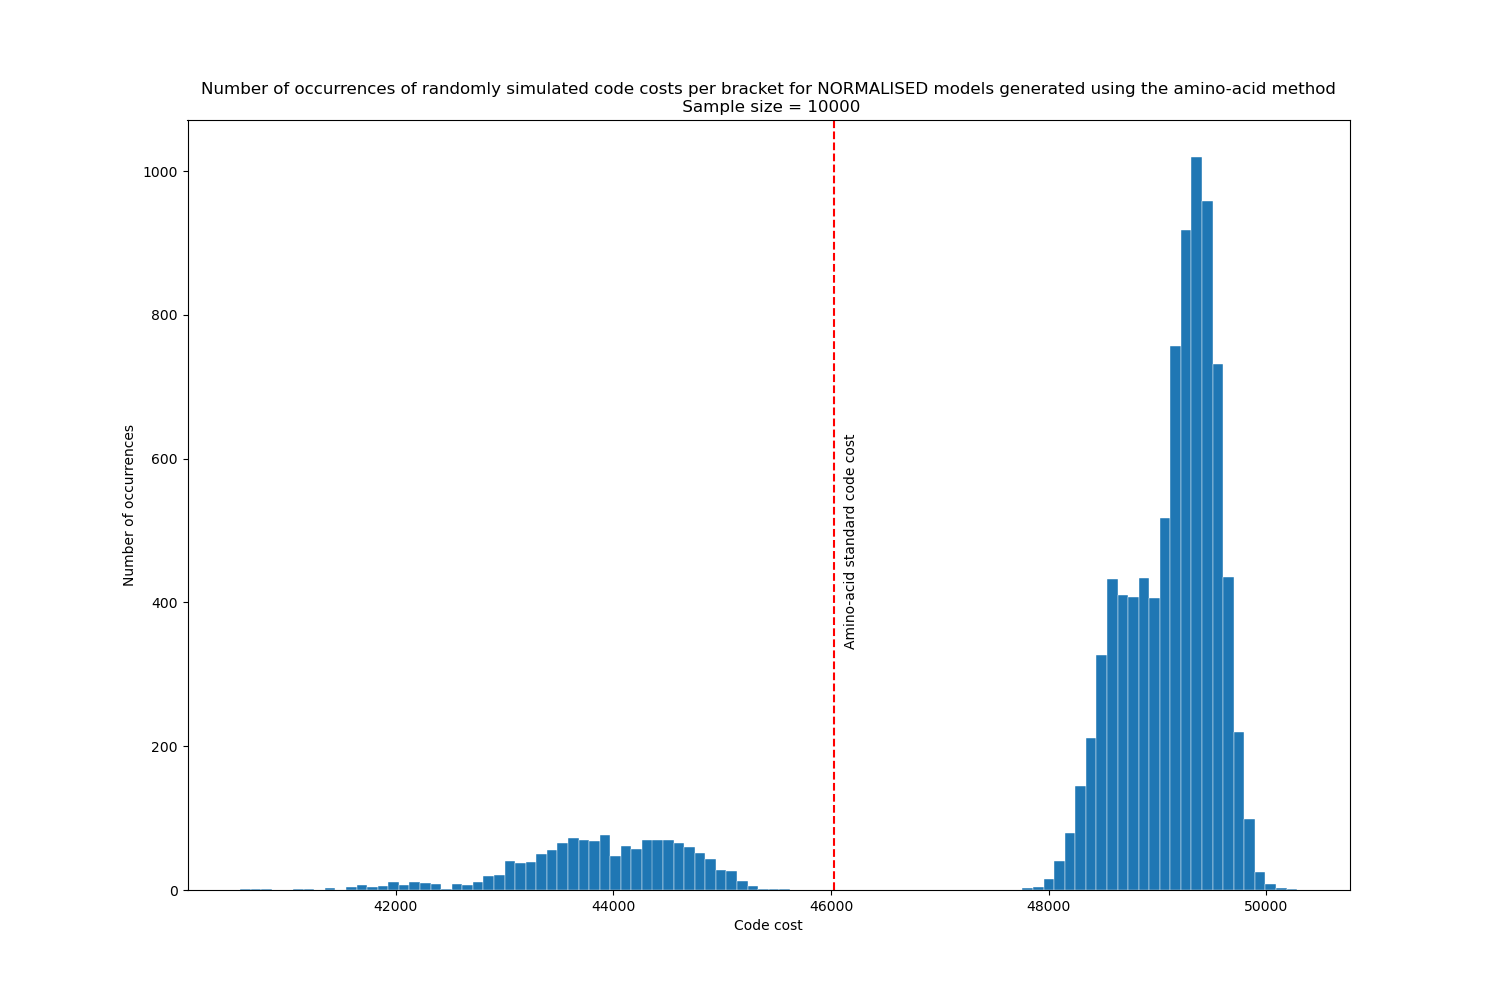 Number of occurrences of randomly simulated code costs per bracket for NORMALISED models generated using the amino-acid method
Sample size = 10000
1000
800
600
400
200
0
Number of occurrences
Amino-acid standard code cost
42000
44000
46000
48000
50000
Code cost